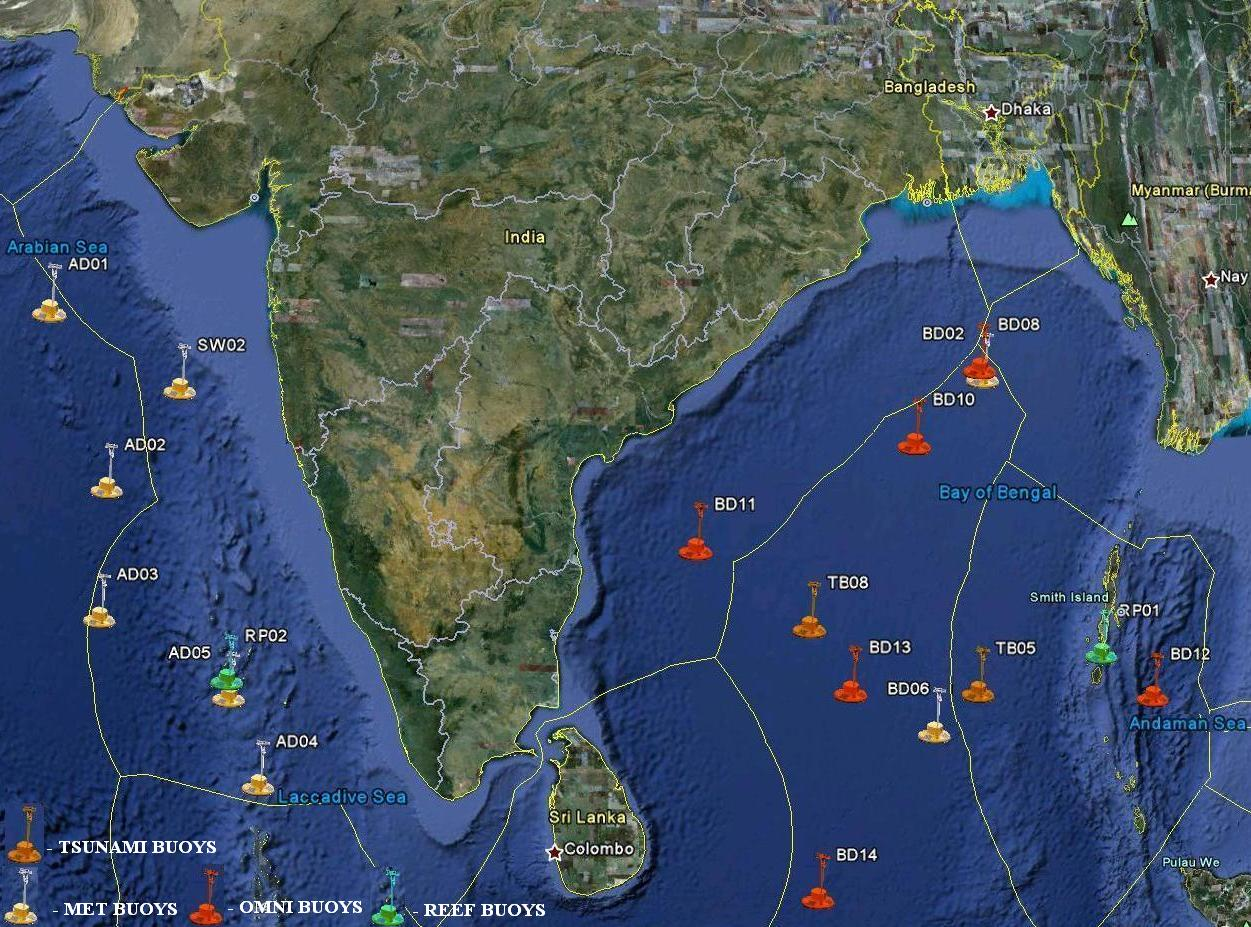 Bangladesh
Dhaka
Myanmar (Burma
India
Arabian Sea
AD01
Nay
SW02
BD02
BD08
BD10
AD02
Bay of Bengal
BD11
AD03
TB08
Smith Island
RP01
RP02
AD05
BD13
TB05
BD12
BD06
Andaman Sea
AD04
Laccadive Sea
Sri Lanka
Colombo
BD14
Pulau We
- TSUNAMI BUOYS
- MET BUOYS
- OMNI BUOYS
- REEF BUOYS